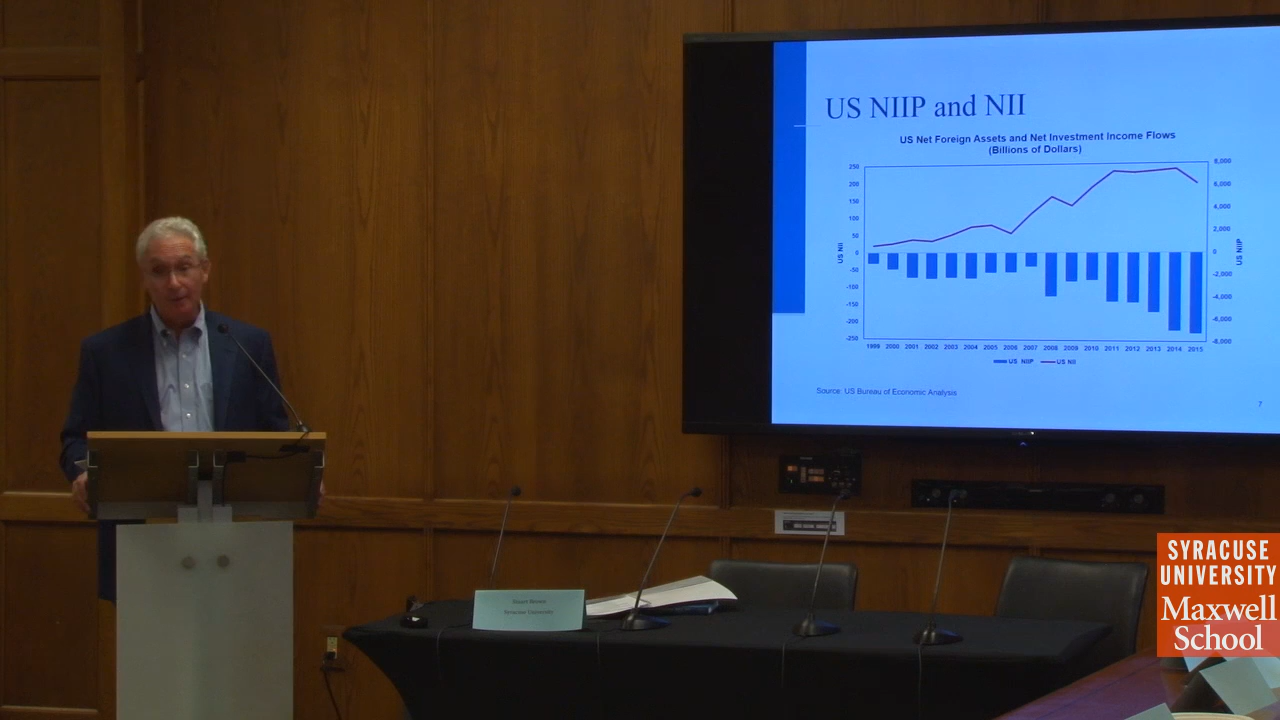 US NIIP and NII
US Net Foreign Assets and Net Investment Income Flows
(Billions of Dollars)
250
200
150
100
50
0
-50
-100
-150
-200
-250
US NII
8,000
6,000
4,000
2,000
0
-2,000
-4,000
-6,000
-8,000
US NIIP
1999 2000 2001 2002 2003 2004 2005 2006 2007 2008 2009 2010 2011 2012 2013 2014 2015
US NIIP US NII
Source: US Bureau of Economic Analysis
7
Syracuse University
SYRACUSE
UNIVERSITY
Maxwell
School